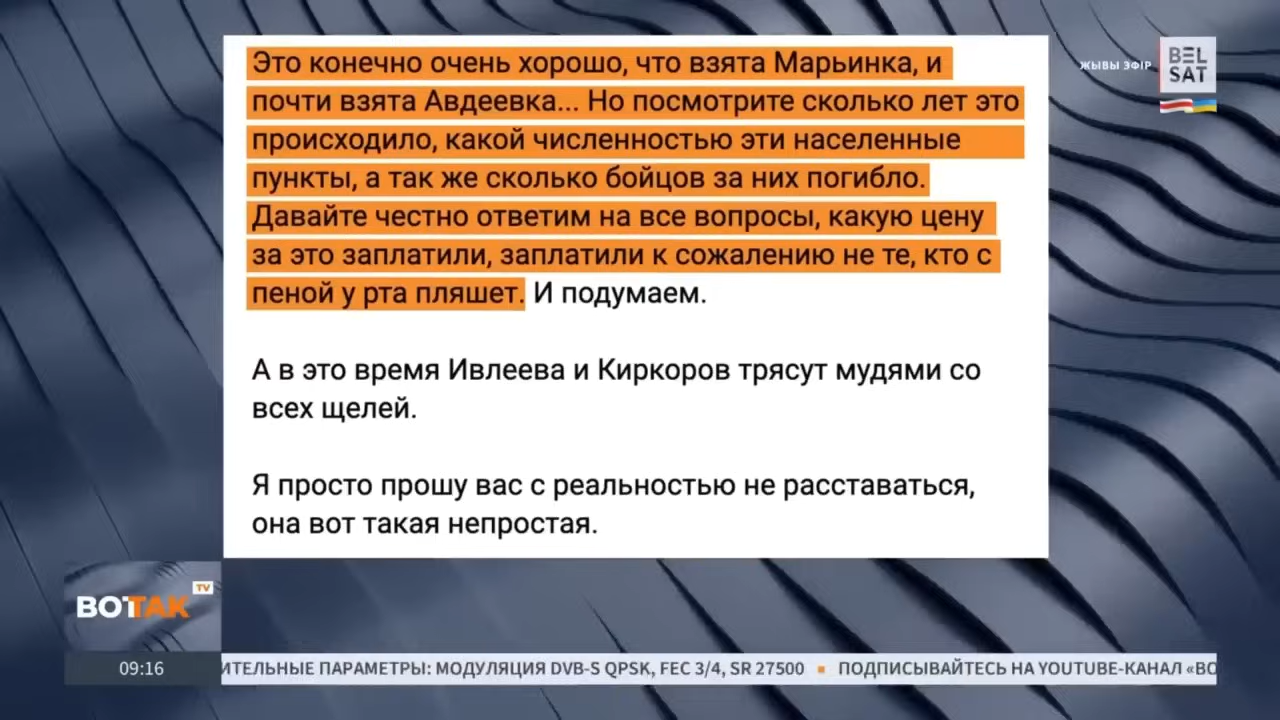 Это конечно очень хорошо, что взята Марьинка, и
почти взята Авдеевка... Но посмотрите сколько лет это
происходило, какой численностью эти населенные
пункты, а так же сколько бойцов за них погибло.
Давайте честно ответим на все вопросы, какую цену
за это заплатили, заплатили к сожалению не те, кто с
пеной у рта пляшет. И подумаем.
А в это время Ивлеева и Киркоров трясут мудями со
всех щелей.
Я просто прошу вас с реальностью не расставаться,
она вот такая непростая.
ЖЫВЫ ЭФІР
BEL
SAT
ВОТТАК TV
09:16
ИТЕЛЬНЫЕ ПАРАМЕТРЫ: МОДУЛЯЦИЯ DVB-S QPSK, FEC 3/4, SR 27500 ▪ ПОДПИСЫВАЙТЕСЬ НА YOUTUBE-КАНАЛ «ВО